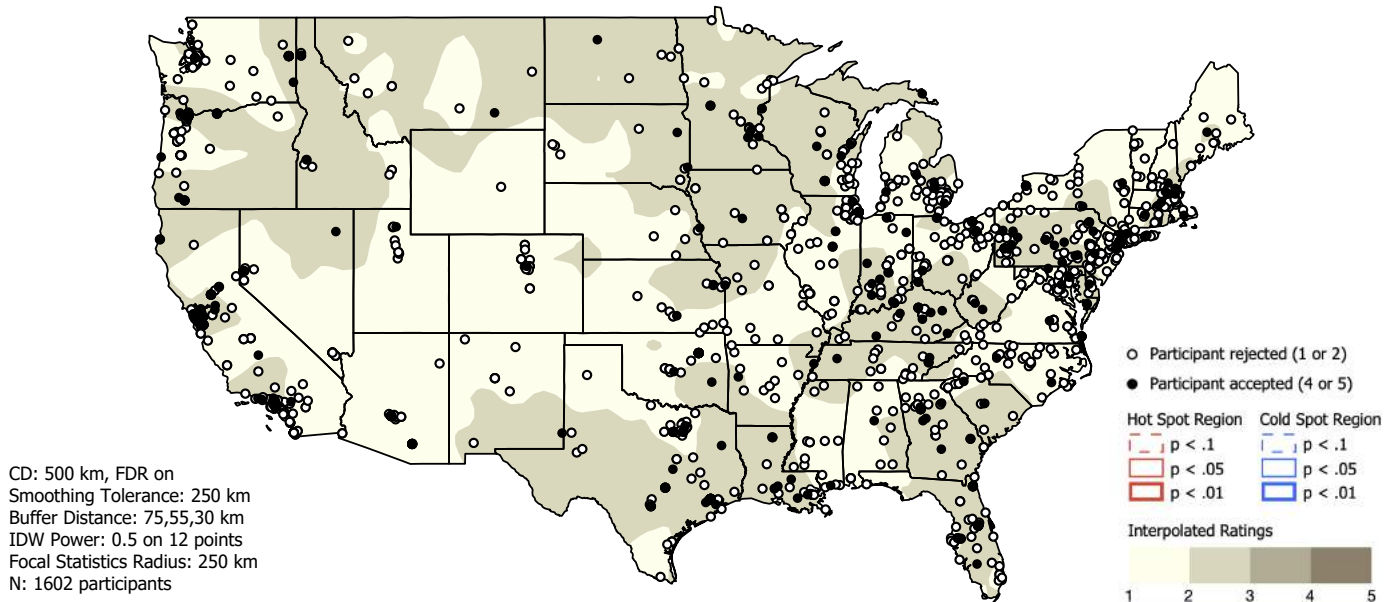 CD: 500 km, FDR on
Smoothing Tolerance: 250 km
Buffer Distance: 75,55,30 km
IDW Power: 0.5 on 12 points
Focal Statistics Radius: 250 km
N: 1602 participants
Participant rejected (1 or 2)
Participant accepted (4 or 5)
Hot Spot Region Cold Spot Region
p < .1 p < .1
p < .05 p < .05
p < .01 p < .01
Interpolated Ratings
1 2 3 4 5